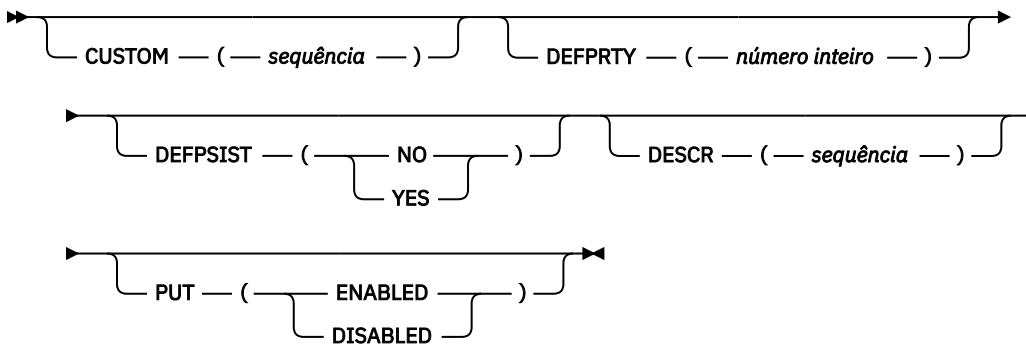 CUSTOM ( sequência ) DEFPRTY ( número inteiro )
DEFPSIST ( NO ) DESCR ( sequência )
YES
PUT ( ENABLED )
DISABLED